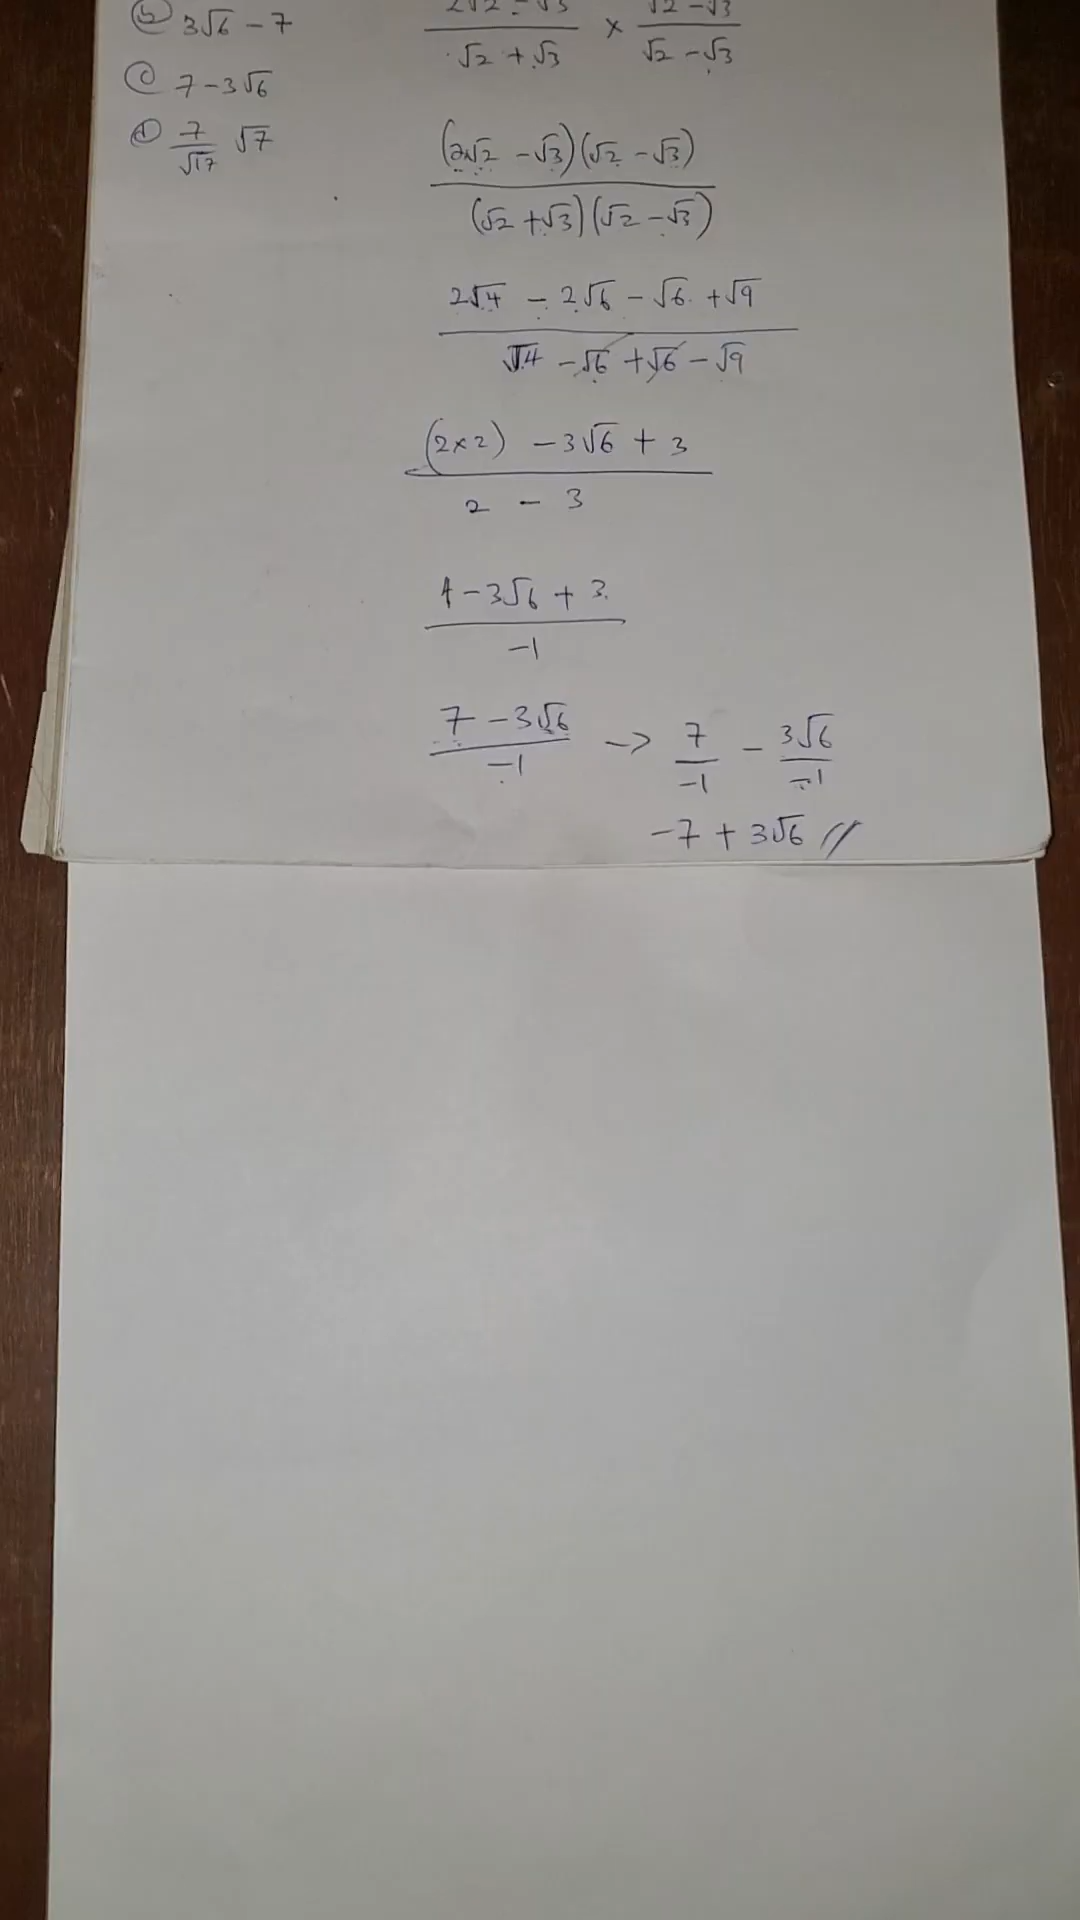 (b) 3√6 - 7
(c) 7 - 3√6
(d) 7/√17 √7
(2√2 - √3)/(√2 + √3) × (√2 - √3)/(√2 - √3)
(2√2 - √3)(√2 - √3)
(√2 + √3)(√2 - √3)
2√4 - 2√6 - √6 + √9
√4 - √6 + √6 - √9
(2×2) - 3√6 + 3
2 - 3
4 - 3√6 + 3
-1
(7 - 3√6)/-1 → 7/-1 - 3√6/-1
-7 + 3√6 //